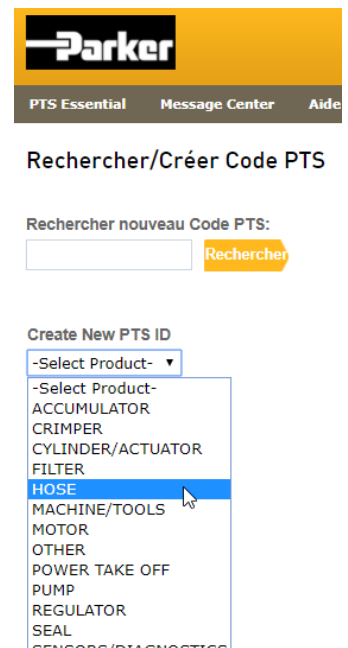 Parker
PTS Essential Message Center Aide
Rechercher/Créer Code PTS
Rechercher nouveau Code PTS:
Rechercher
Create New PTS ID
-Select Product-
-Select Product-
ACCUMULATOR
CRIMPER
CYLINDER/ACTUATOR
FILTER
HOSE
MACHINE/TOOLS
MOTOR
OTHER
POWER TAKE OFF
PUMP
REGULATOR
SEAL
SENSORS/DIAGNOSTICS